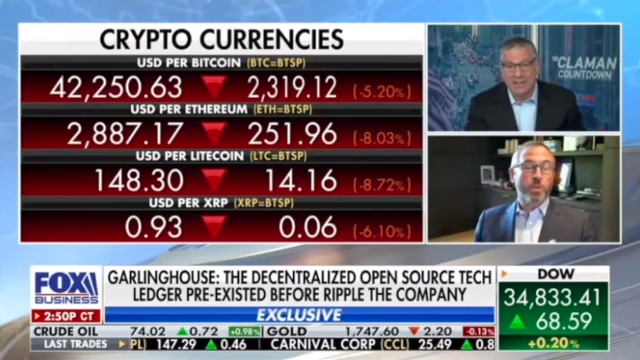 CRYPTO CURRENCIES
USD PER BITCOIN (BTC=BTSP)
42,250.63 ▼ 2,319.12 (-5.20%)
USD PER ETHEREUM (ETH=BTSP)
2,887.17 ▼ 251.96 (-8.03%)
USD PER LITECOIN (LTC=BTSP)
148.30 ▼ 14.16 (-8.72%)
USD PER XRP (XRP=BTSP)
0.93 ▼ 0.06 (-6.10%)
CLAMAN
COUNTDOWN
FOX
BUSINESS
2:50P CT
GARLINGHOUSE: THE DECENTRALIZED OPEN SOURCE TECH
LEDGER PRE-EXISTED BEFORE RIPPLE THE COMPANY
EXCLUSIVE
DOW
34,833.41
▲ 68.59
+0.20%
CRUDE OIL 74.02 ▲ 0.72 +0.98% GOLD 1,747.60 ▼ 2.20 -0.13%
LAST TRADES PL) 147.29 ▲ 0.46 CARNIVAL CORP (CCL) 25.49 ▲ 0.8